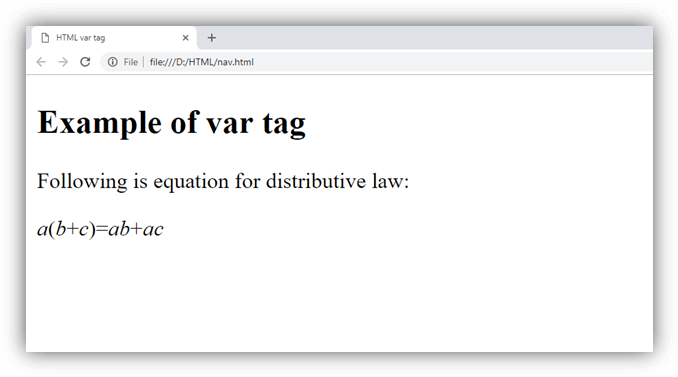 HTML var tag
File | file:///D:/HTML/nav.html
Example of var tag
Following is equation for distributive law:
a(b+c)=ab+ac